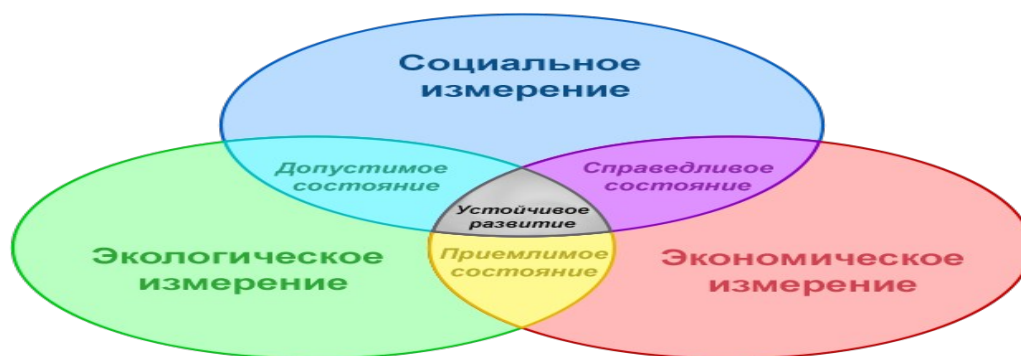 Социальное
измерение
Допустимое
состояние
Справедливое
состояние
Устойчивое
развитие
Экологическое
измерение
Приемлимое
состояние
Экономическое
измерение